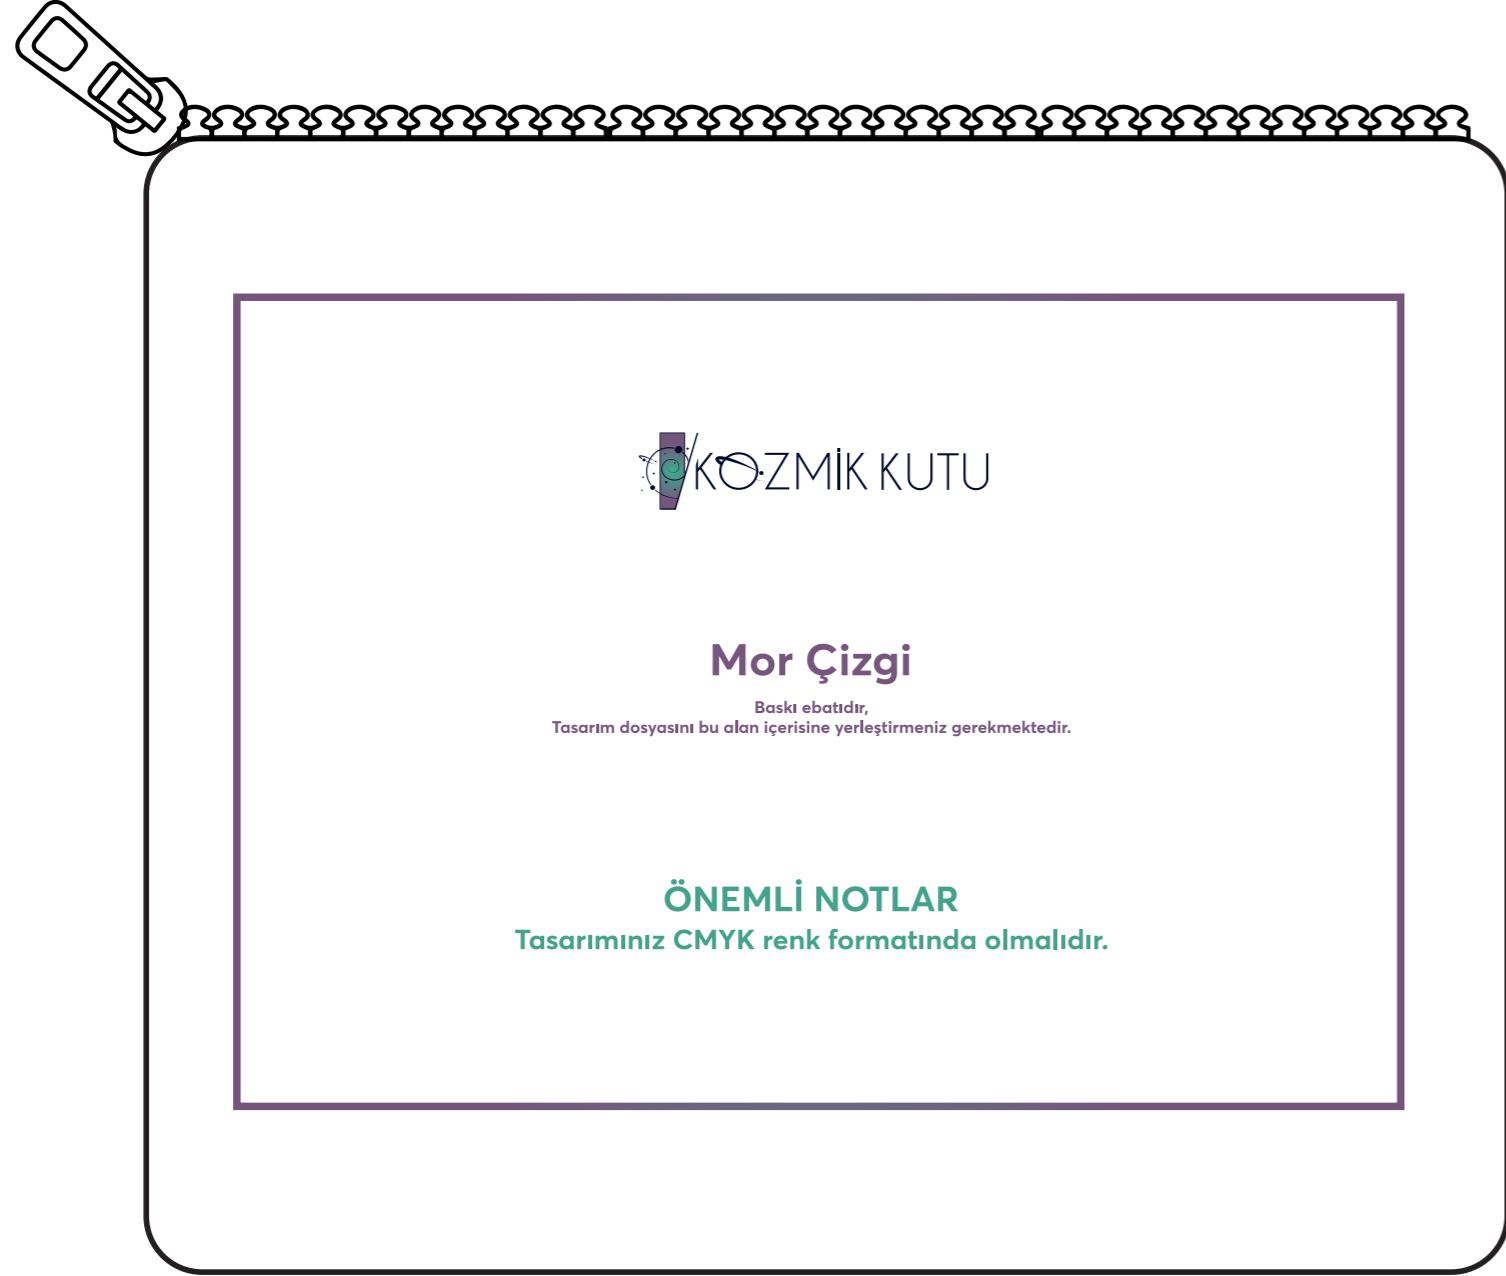 KOZMİK KUTU
Mor Çizgi
Baskı ebatıdır,
Tasarım dosyasını bu alan içerisine yerleştirmeniz gerekmektedir.
ÖNEMLİ NOTLAR
Tasarımınız CMYK renk formatında olmalıdır.